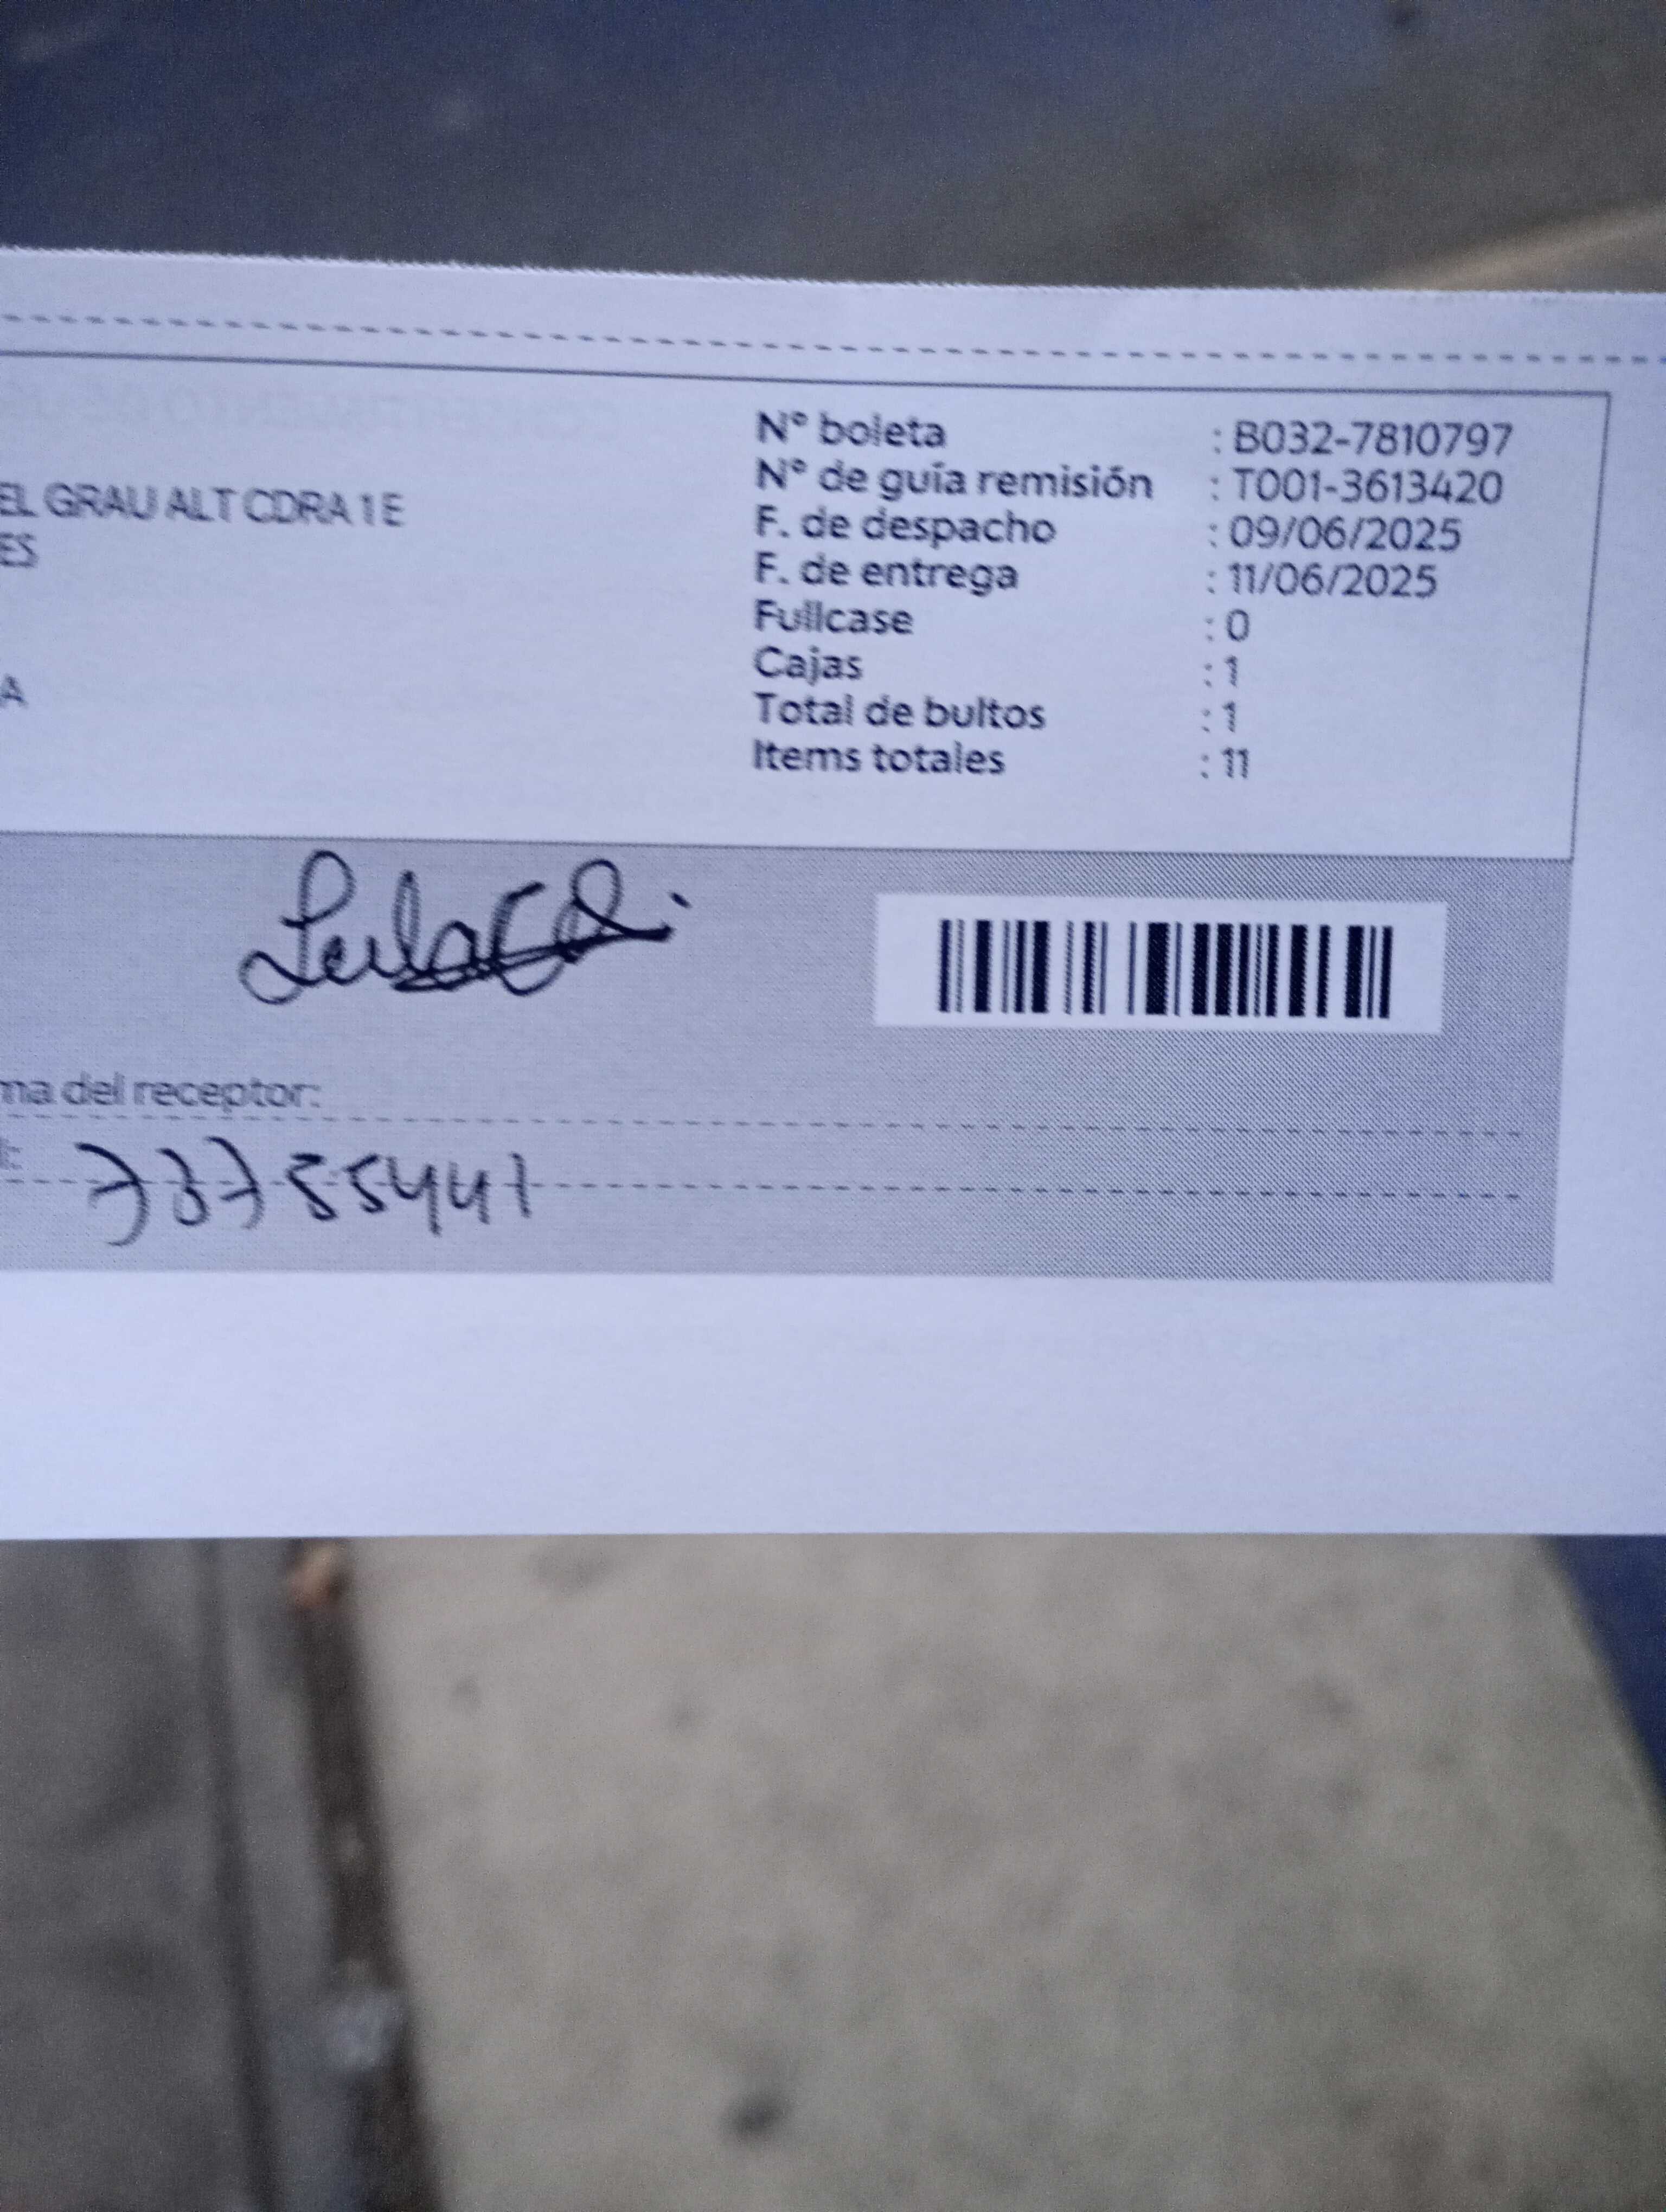 N° boleta : B032-7810797
N° de guía remisión : T001-3613420
EL GRAU ALT CDRA 1 E
F. de despacho : 09/06/2025
ES
F. de entrega : 11/06/2025
Fullcase : 0
Cajas : 1
A
Total de bultos : 1
Items totales : 11
ma del receptor:
73755441